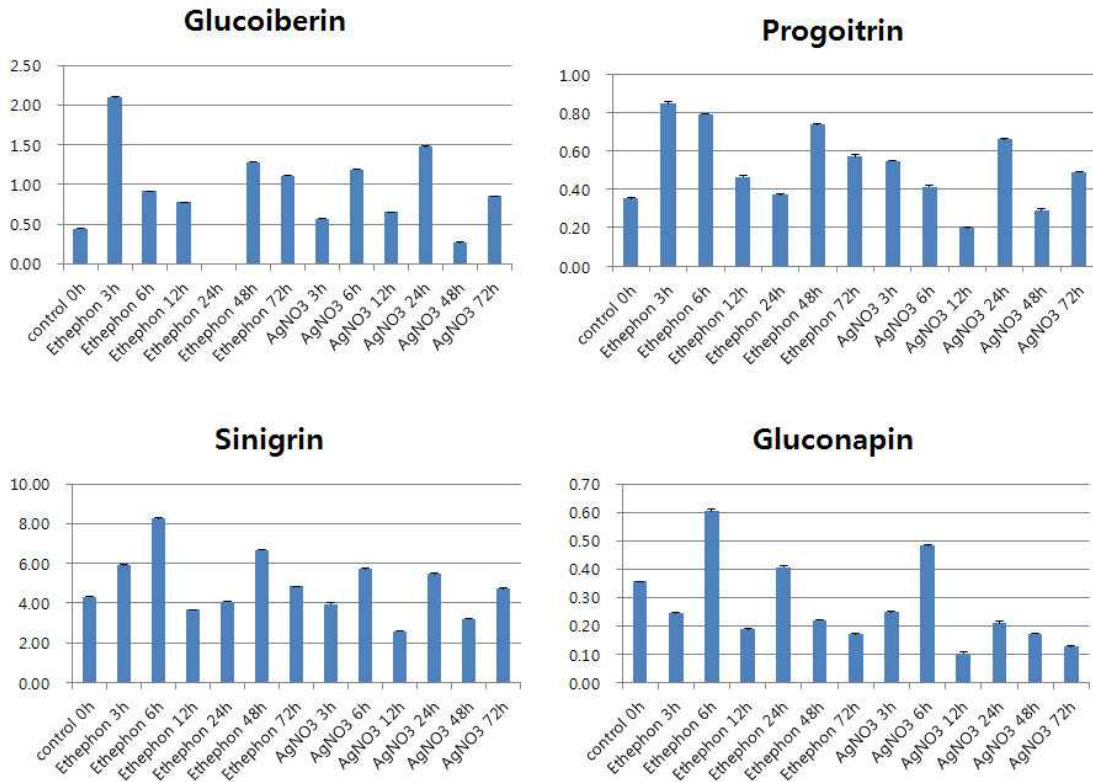 Glucoiberin
2.50
2.00
1.50
1.00
0.50
0.00
control 0h
Ethephon 3h
Ethephon 6h
Ethephon 12h
Ethephon 24h
Ethephon 48h
Ethephon 72h
AgNO3 3h
AgNO3 6h
AgNO3 12h
AgNO3 24h
AgNO3 48h
AgNO3 72h
Progoitrin
1.00
0.80
0.60
0.40
0.20
0.00
control 0h
Ethephon 3h
Ethephon 6h
Ethephon 12h
Ethephon 24h
Ethephon 48h
Ethephon 72h
AgNO3 3h
AgNO3 6h
AgNO3 12h
AgNO3 24h
AgNO3 48h
AgNO3 72h
Sinigrin
10.00
8.00
6.00
4.00
2.00
0.00
control 0h
Ethephon 3h
Ethephon 6h
Ethephon 12h
Ethephon 24h
Ethephon 48h
Ethephon 72h
AgNO3 3h
AgNO3 6h
AgNO3 12h
AgNO3 24h
AgNO3 48h
AgNO3 72h
Gluconapin
0.70
0.60
0.50
0.40
0.30
0.20
0.10
0.00
control 0h
Ethephon 3h
Ethephon 6h
Ethephon 12h
Ethephon 24h
Ethephon 48h
Ethephon 72h
AgNO3 3h
AgNO3 6h
AgNO3 12h
AgNO3 24h
AgNO3 48h
AgNO3 72h